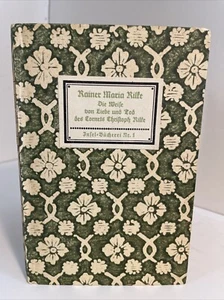 Rainer Maria Rilke
Die Weise
von Liebe und Tod
des Cornets Christoph Rilke
Insel-Bücherei Nr. 1